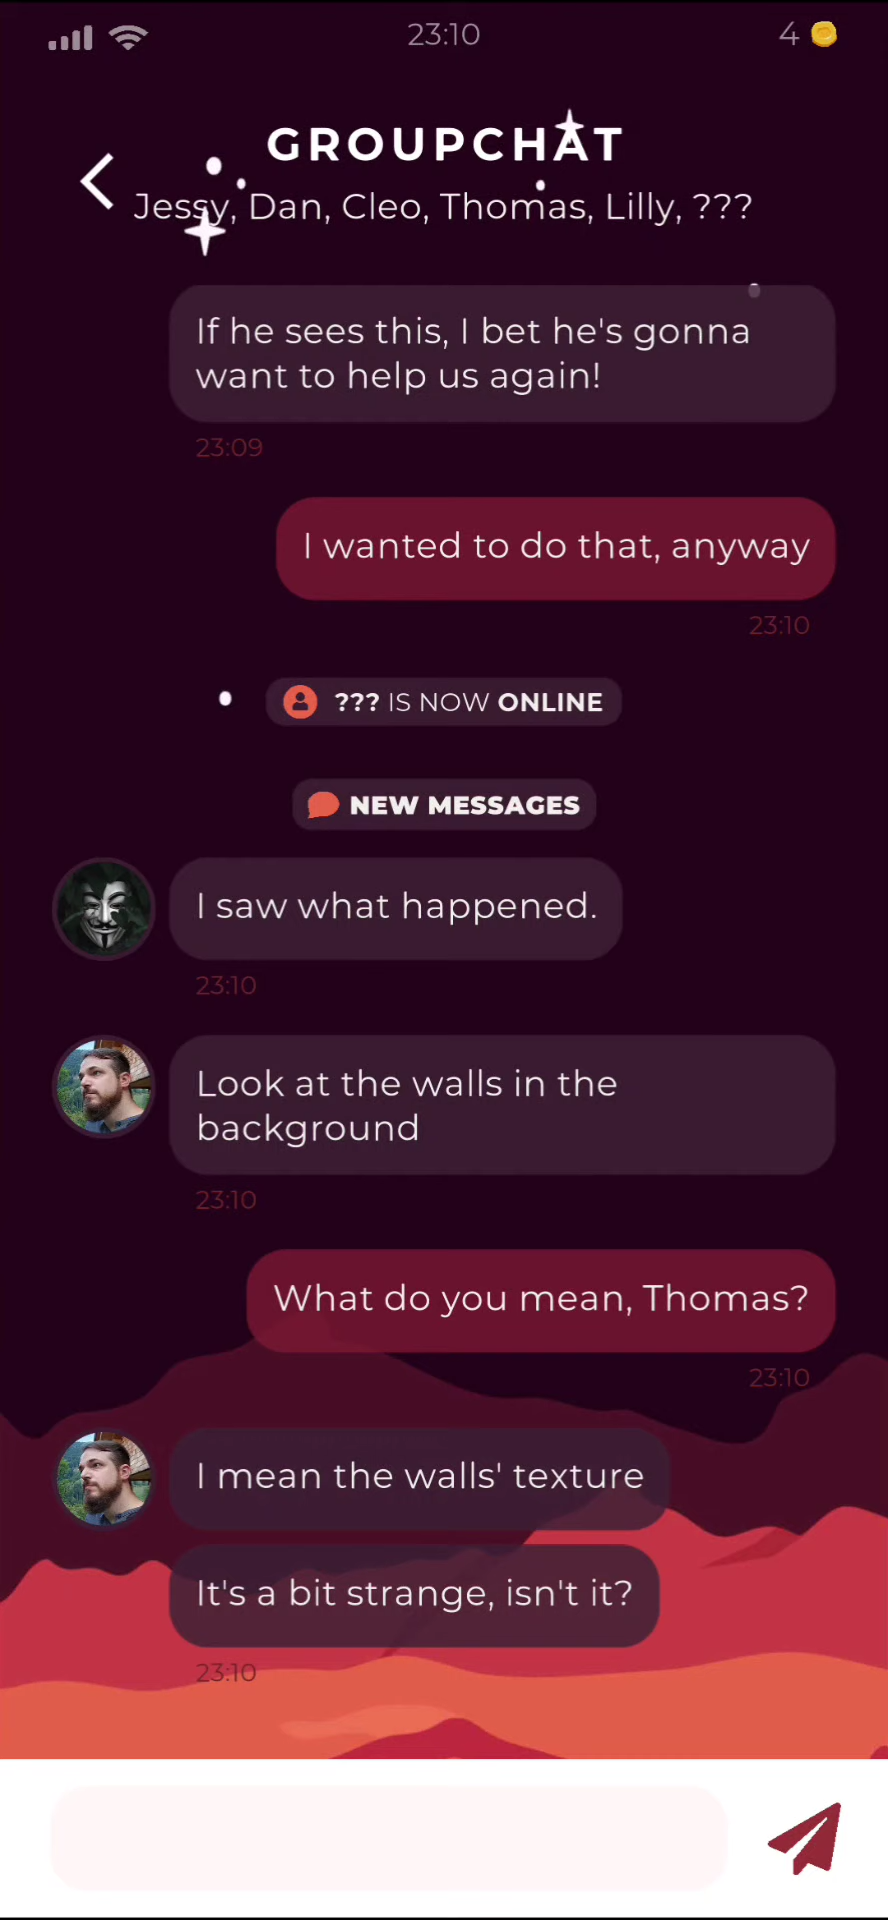 23:10
4
GROUPCHAT
Jessy, Dan, Cleo, Thomas, Lilly, ???
If he sees this, I bet he's gonna
want to help us again!
23:09
I wanted to do that, anyway
23:10
??? IS NOW ONLINE
NEW MESSAGES
I saw what happened.
23:10
Look at the walls in the
background
23:10
What do you mean, Thomas?
23:10
I mean the walls' texture
It's a bit strange, isn't it?
23:10